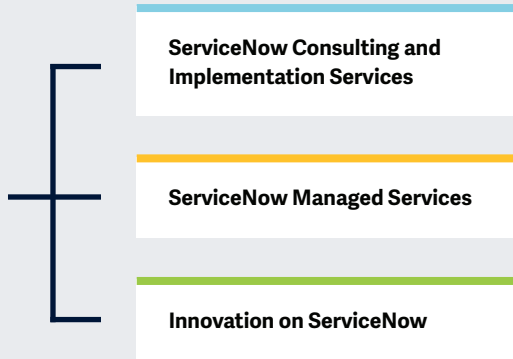 ServiceNow Consulting and
Implementation Services
ServiceNow Managed Services
Innovation on ServiceNow